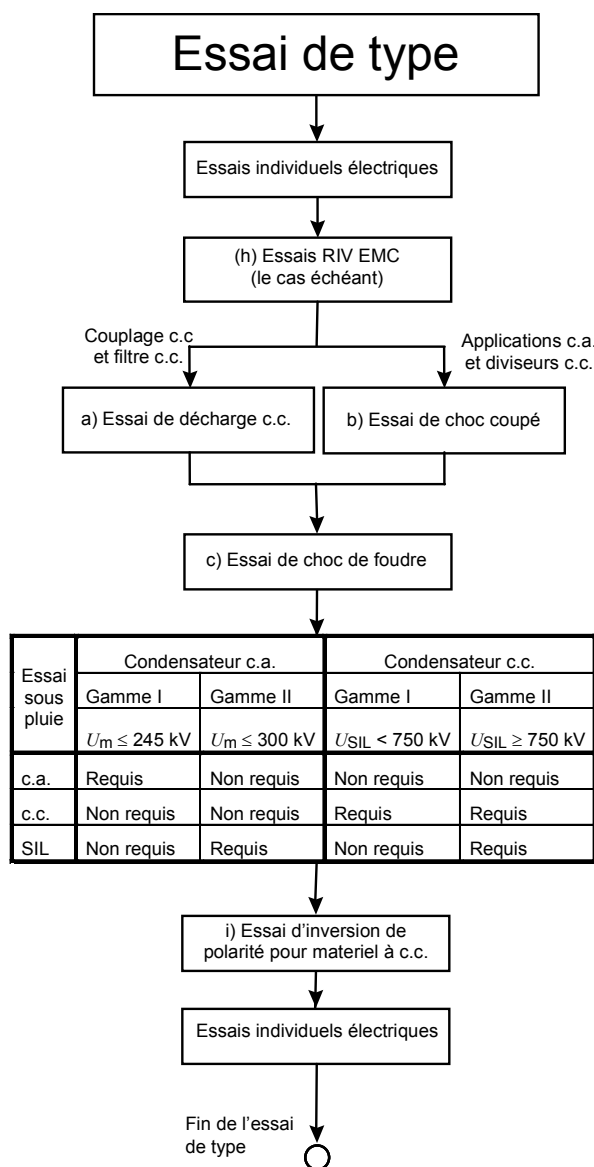 Essai de type
Essais individuels électriques
(h) Essais RIV EMC
(le cas échéant)
Couplage c.c
et filtre c.c.
Applications c.a.
et diviseurs c.c.
a) Essai de décharge c.c.
b) Essai de choc coupé
c) Essai de choc de foudre
Essai
sous
pluie
Condensateur c.a.
Condensateur c.c.
Gamme I
Gamme II
Gamme I
Gamme II
Um ≤ 245 kV
Um ≤ 300 kV
USIL < 750 kV
USIL ≥ 750 kV
c.a. Requis Non requis Non requis Non requis
c.c. Non requis Non requis Requis Requis
SIL Non requis Requis Non requis Requis
i) Essai d'inversion de
polarité pour materiel à c.c.
Essais individuels électriques
Fin de l'essai
de type